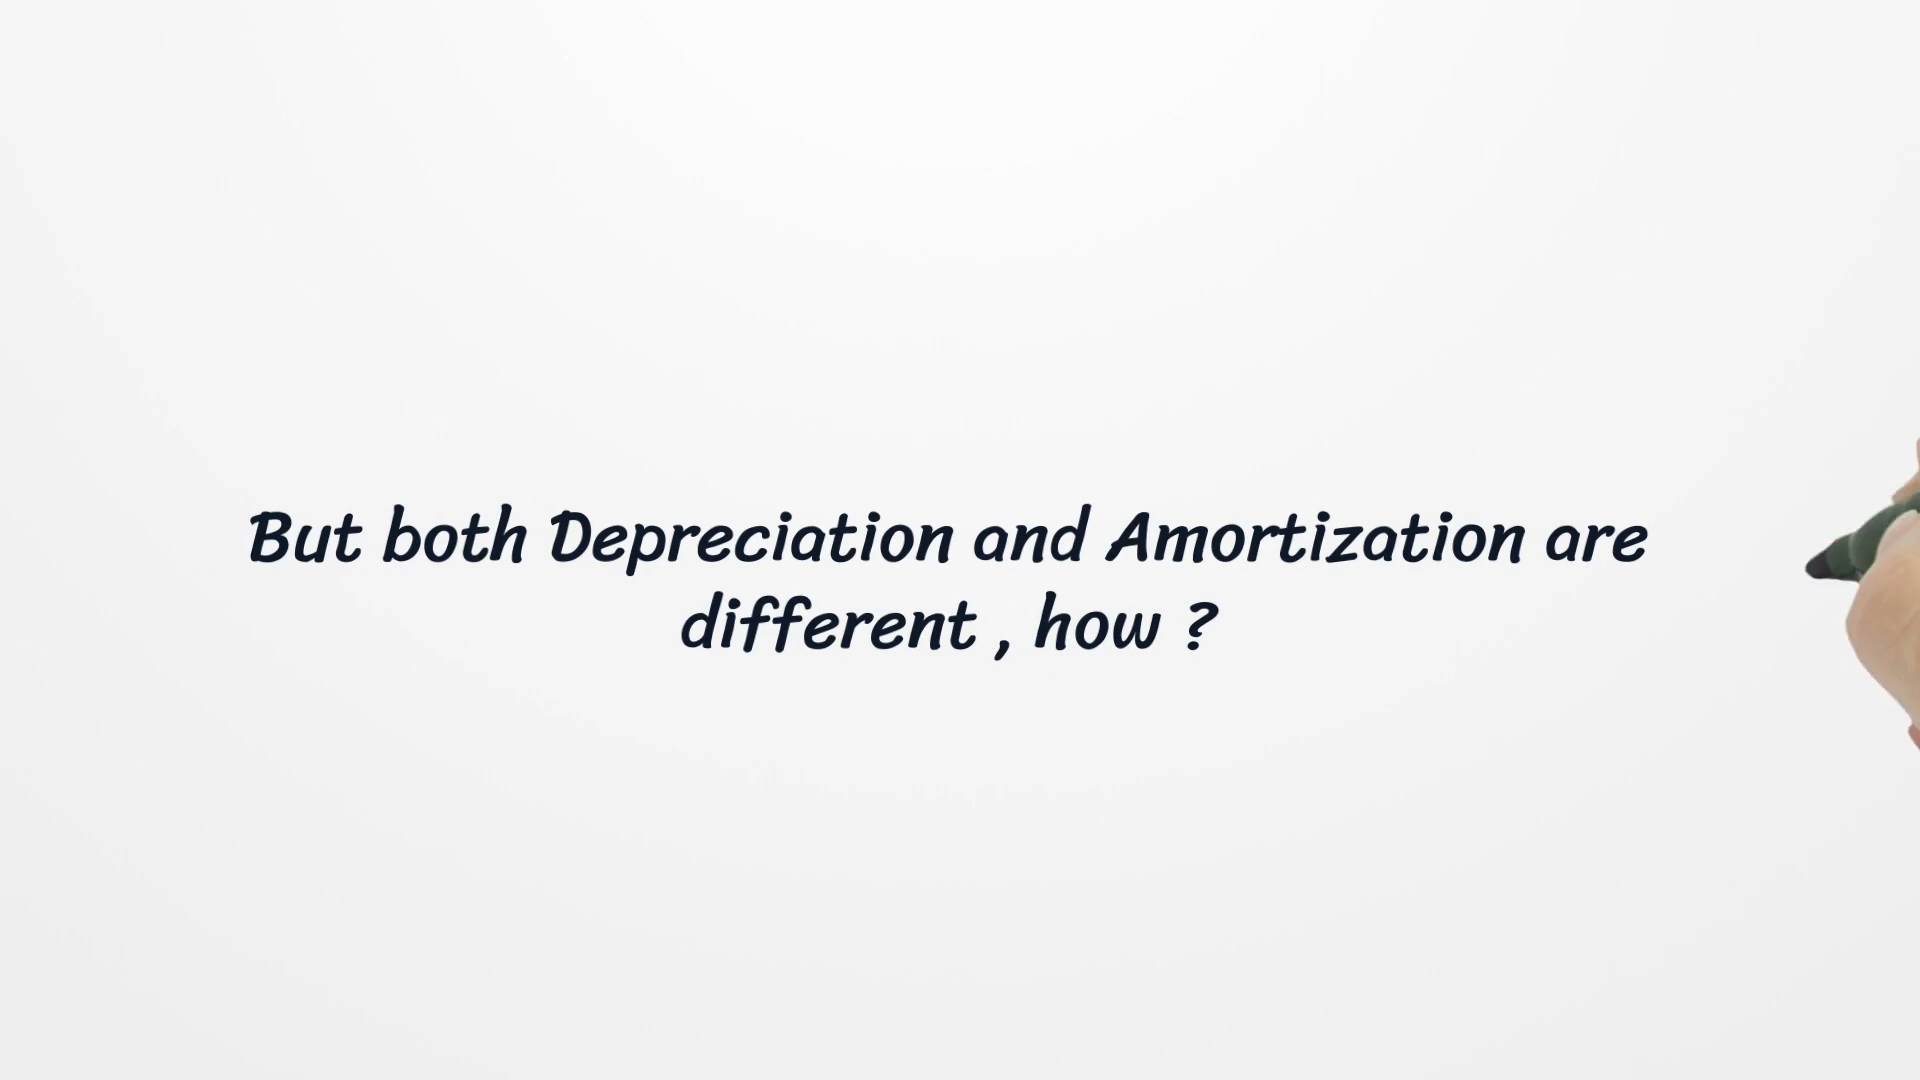 But both Depreciation and Amortization are
different , how ?